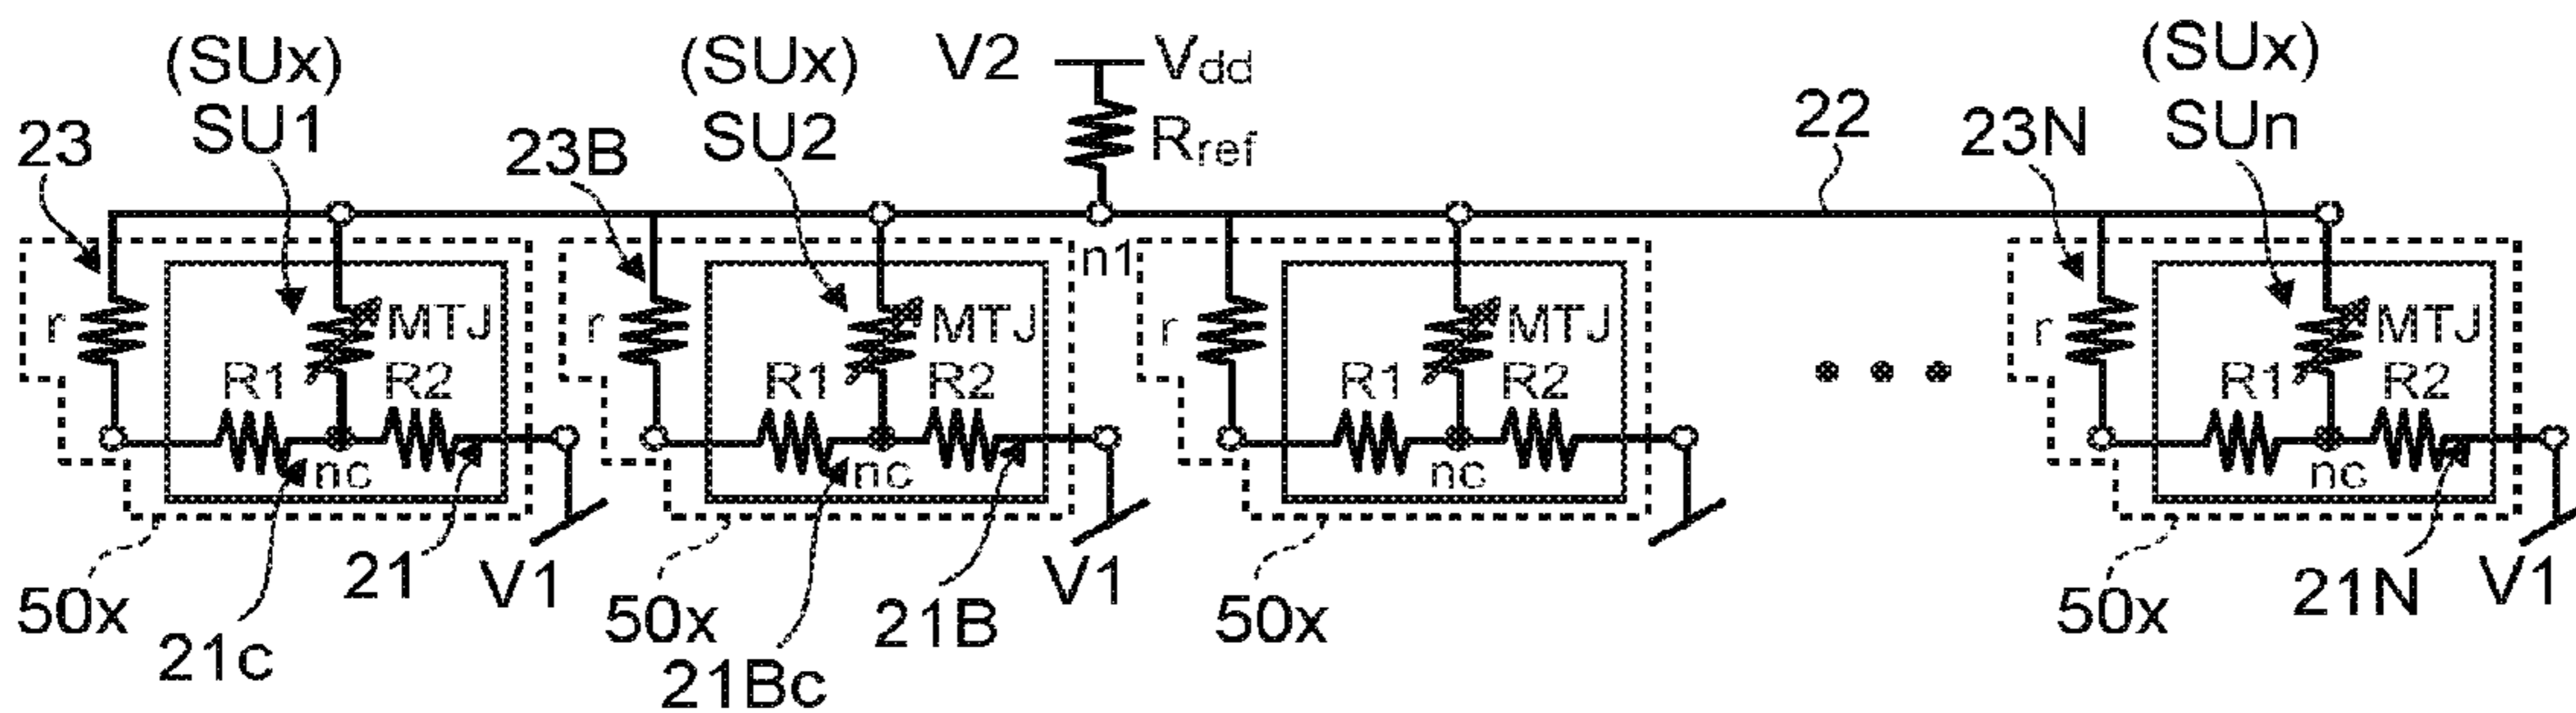 (SUx)
SU1
(SUx)
SU2
V2
Vdd
Rref
(SUx)
SUn
23
23B
22
23N
n1
r
MTJ
R1
R2
nc
r
MTJ
R1
R2
nc
r
MTJ
R1
R2
nc
r
MTJ
R1
R2
nc
50x
21c
21
V1
50x
21Bc
21B
V1
50x
50x
21N
V1